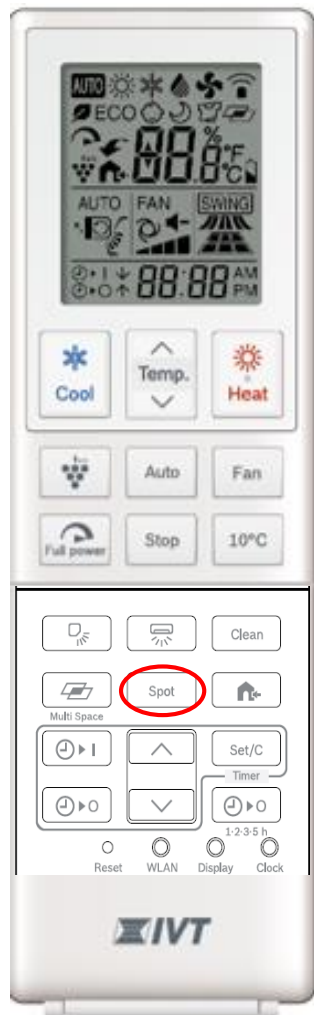 AUTO
ECO
88 8 % °F °C
AUTO FAN SWING
I AM
O 88:88 PM
Cool Temp. Heat
Auto Fan
Full power Stop 10°C
Clean
Spot
Multi Space
I Set/C
Timer
O O
1·2·3·5 h
Reset WLAN Display Clock
IVT